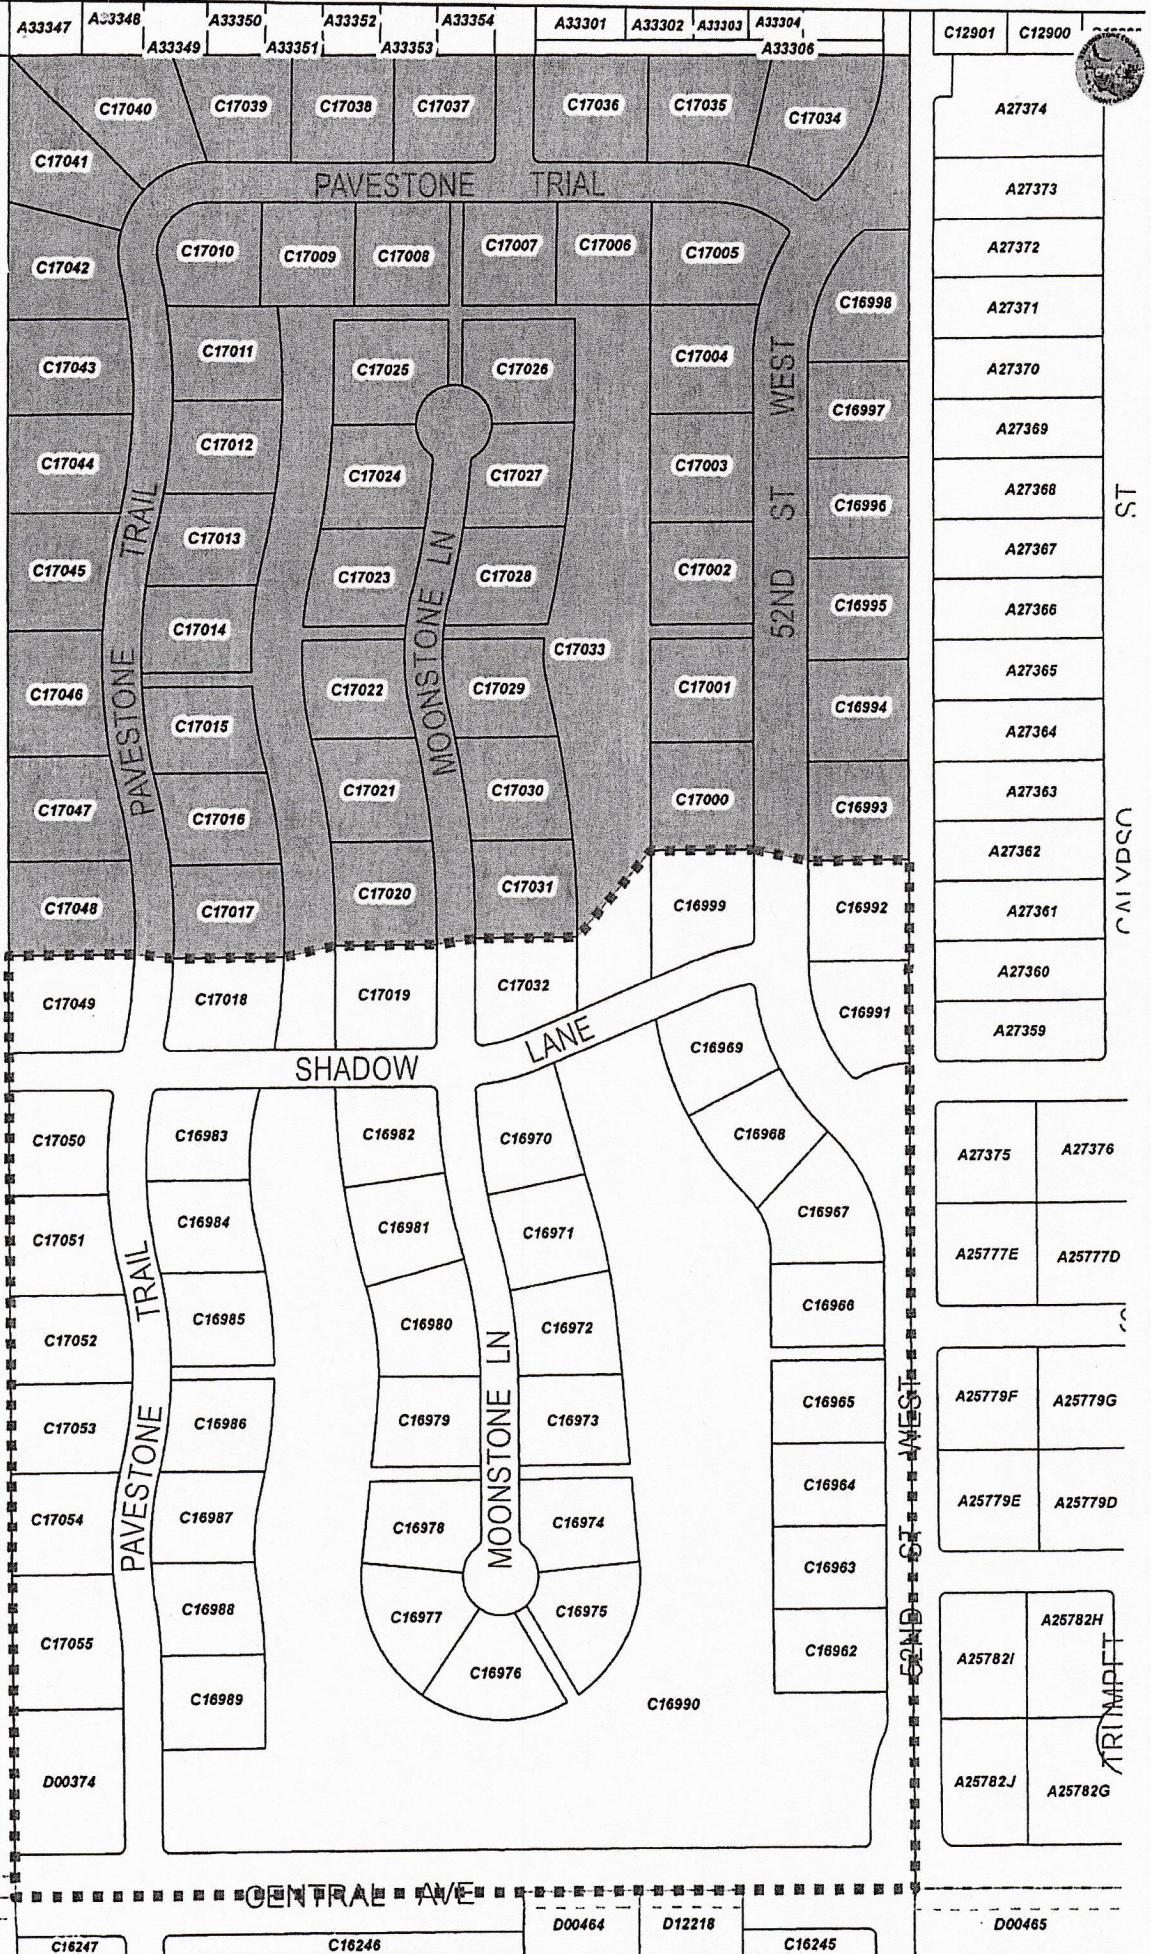 A33347 A33348 A33350 A33352 A33354 A33301 A33302 A33303 A33304
A33349 A33351 A33353 A33306
C12901 C12900
C17040 C17039 C17038 C17037 C17036 C17035 C17034 A27374
C17041
PAVESTONE TRIAL A27373
C17042 C17010 C17009 C17008 C17007 C17006 C17005 A27372
C16998 A27371
C17043 C17011 C17025 C17026 C17004 A27370
C16997 A27369
C17044 C17012 C17024 C17027 C17003 A27368
C16996
C17045 C17013 C17023 C17028 C17002 A27367
C16995 A27366
C17014 C17033 A27365
C17046 C17022 C17029 C17001 C16994 A27364
C17015
C17047 C17016 C17021 C17030 C17000 C16993 A27363
A27362
C17048 C17017 C17020 C17031 C16999 C16992 A27361
PAVESTONE TRAIL
MOONSTONE LN
52ND ST WEST
CALYPSO ST
A27360
C17049 C17018 C17019 C17032 C16991 A27359
SHADOW LANE
C16969
C17050 C16983 C16982 C16970 C16968 A27375 A27376
C17051 C16984 C16981 C16971 C16967 A25777E A25777D
C17052 C16985 C16980 C16972 C16966
C17053 C16986 C16979 C16973 C16965 A25779F A25779G
C17054 C16987 C16978 C16974 C16964 A25779E A25779D
C16963
C17055 C16988 C16977 C16975 C16962 A25782I A25782H
C16976
C16989 C16990
D00374 A25782J A25782G
PAVESTONE TRAIL
MOONSTONE LN
52ND ST WEST
TRUMPET
CENTRAL AVE
D00464 D12218 D00465
C16247 C16246 C16245